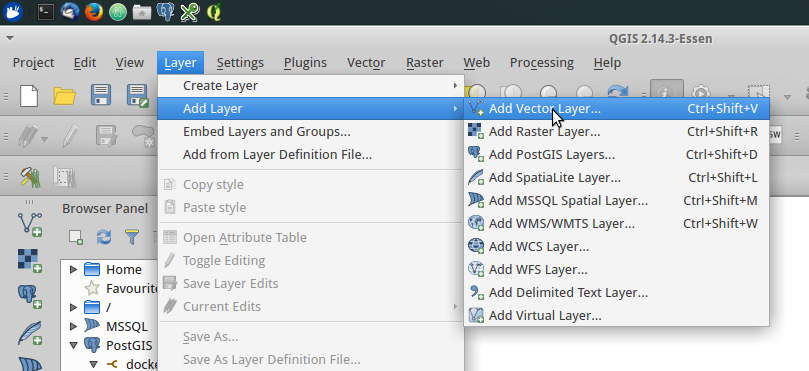 QGIS 2.14.3-Essen
Project Edit View Layer Settings Plugins Vector Raster Web Processing Help
Create Layer
Add Layer
Embed Layers and Groups...
Add from Layer Definition File...
Copy style
Paste style
Open Attribute Table
Toggle Editing
Save Layer Edits
Current Edits
Save As...
Save As Layer Definition File...
Add Vector Layer... Ctrl+Shift+V
Add Raster Layer... Ctrl+Shift+R
Add PostGIS Layers... Ctrl+Shift+D
Add SpatiaLite Layer... Ctrl+Shift+L
Add MSSQL Spatial Layer... Ctrl+Shift+M
Add WMS/WMTS Layer... Ctrl+Shift+W
Add WCS Layer...
Add WFS Layer...
Add Delimited Text Layer...
Add Virtual Layer...
Browser Panel
Home
Favourite
/
MSSQL
PostGIS
docke